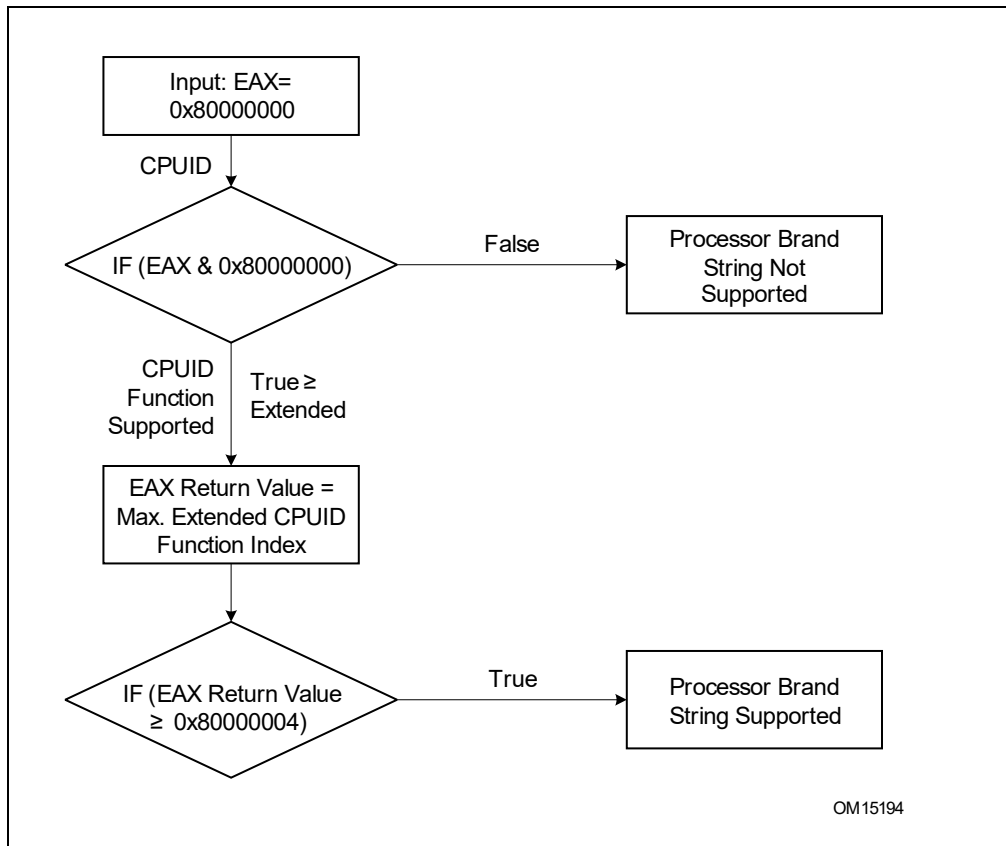 Input: EAX=
0x80000000
CPUID
IF (EAX & 0x80000000)
False
Processor Brand
String Not
Supported
CPUID
Function
Supported
True ≥
Extended
EAX Return Value =
Max. Extended CPUID
Function Index
IF (EAX Return Value
≥ 0x80000004)
True
Processor Brand
String Supported
OM15194